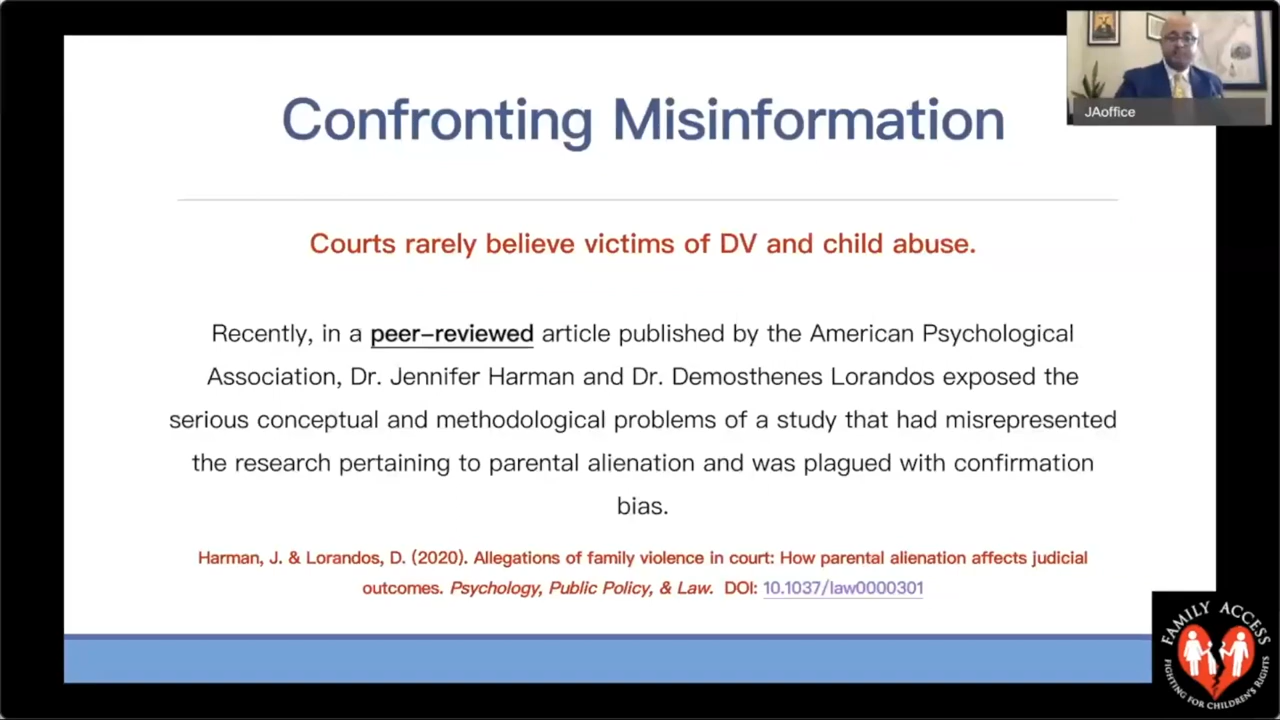 Confronting Misinformation
JAoffice
Courts rarely believe victims of DV and child abuse.
Recently, in a peer-reviewed article published by the American Psychological
Association, Dr. Jennifer Harman and Dr. Demosthenes Lorandos exposed the
serious conceptual and methodological problems of a study that had misrepresented
the research pertaining to parental alienation and was plagued with confirmation
bias.
Harman, J. & Lorandos, D. (2020). Allegations of family violence in court: How parental alienation affects judicial
outcomes. Psychology, Public Policy, & Law. DOI: 10.1037/law0000301
FAMILY ACCESS
FIGHTING FOR CHILDREN'S RIGHTS